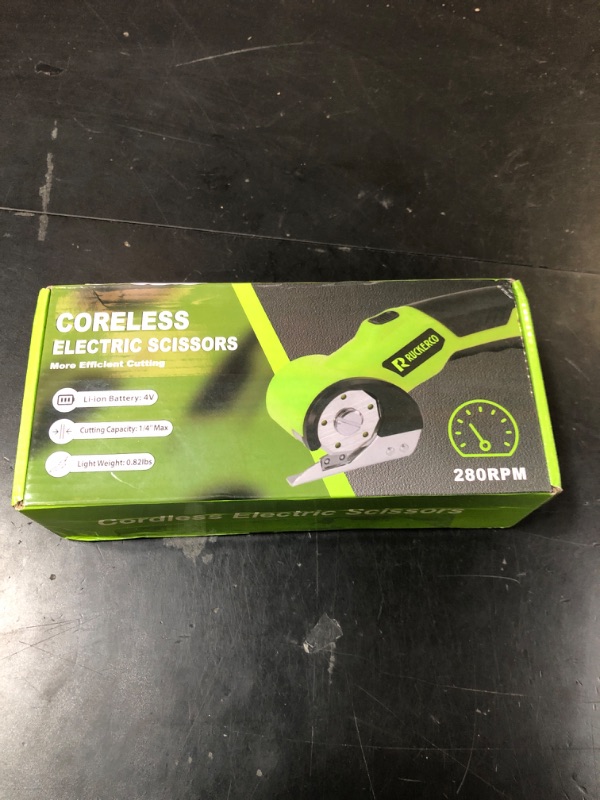 CORELESS
ELECTRIC SCISSORS
More Efficient Cutting
Li-ion Battery: 4V
Cutting Capacity: 1/4" Max
Light Weight: 0.82lbs
R RUCKERCO
280RPM
Cordless Electric Scissors